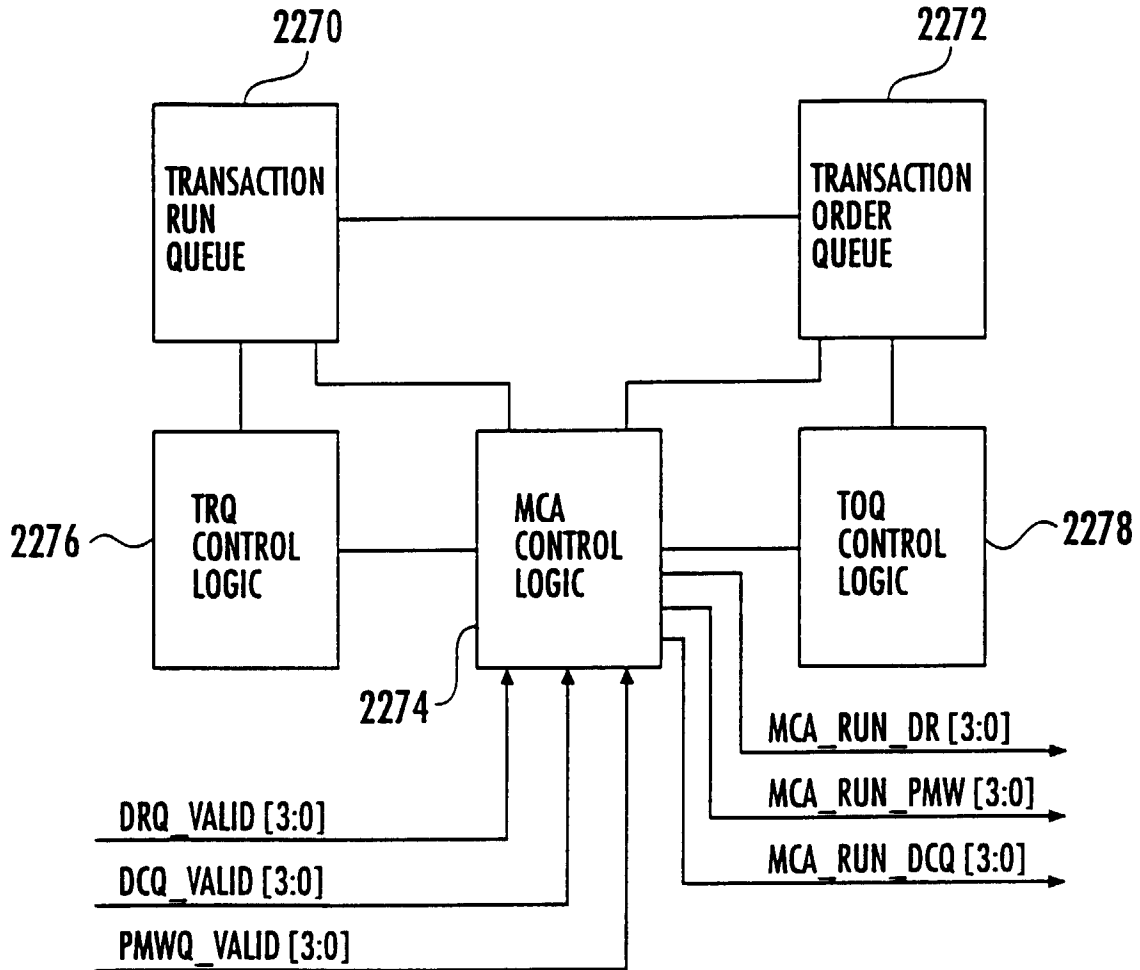 2270
2272
TRANSACTION
RUN
QUEUE
TRANSACTION
ORDER
QUEUE
2276
TRQ
CONTROL
LOGIC
MCA
CONTROL
LOGIC
TOQ
CONTROL
LOGIC
2278
2274
MCA_RUN_DR [3:0]
MCA_RUN_PMW [3:0]
MCA_RUN_DCQ [3:0]
DRQ_VALID [3:0]
DCQ_VALID [3:0]
PMWQ_VALID [3:0]